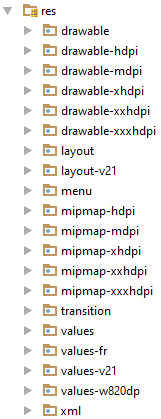 res
drawable
drawable-hdpi
drawable-mdpi
drawable-xhdpi
drawable-xxhdpi
drawable-xxxhdpi
layout
layout-v21
menu
mipmap-hdpi
mipmap-mdpi
mipmap-xhdpi
mipmap-xxhdpi
mipmap-xxxhdpi
transition
values
values-fr
values-v21
values-w820dp
xml